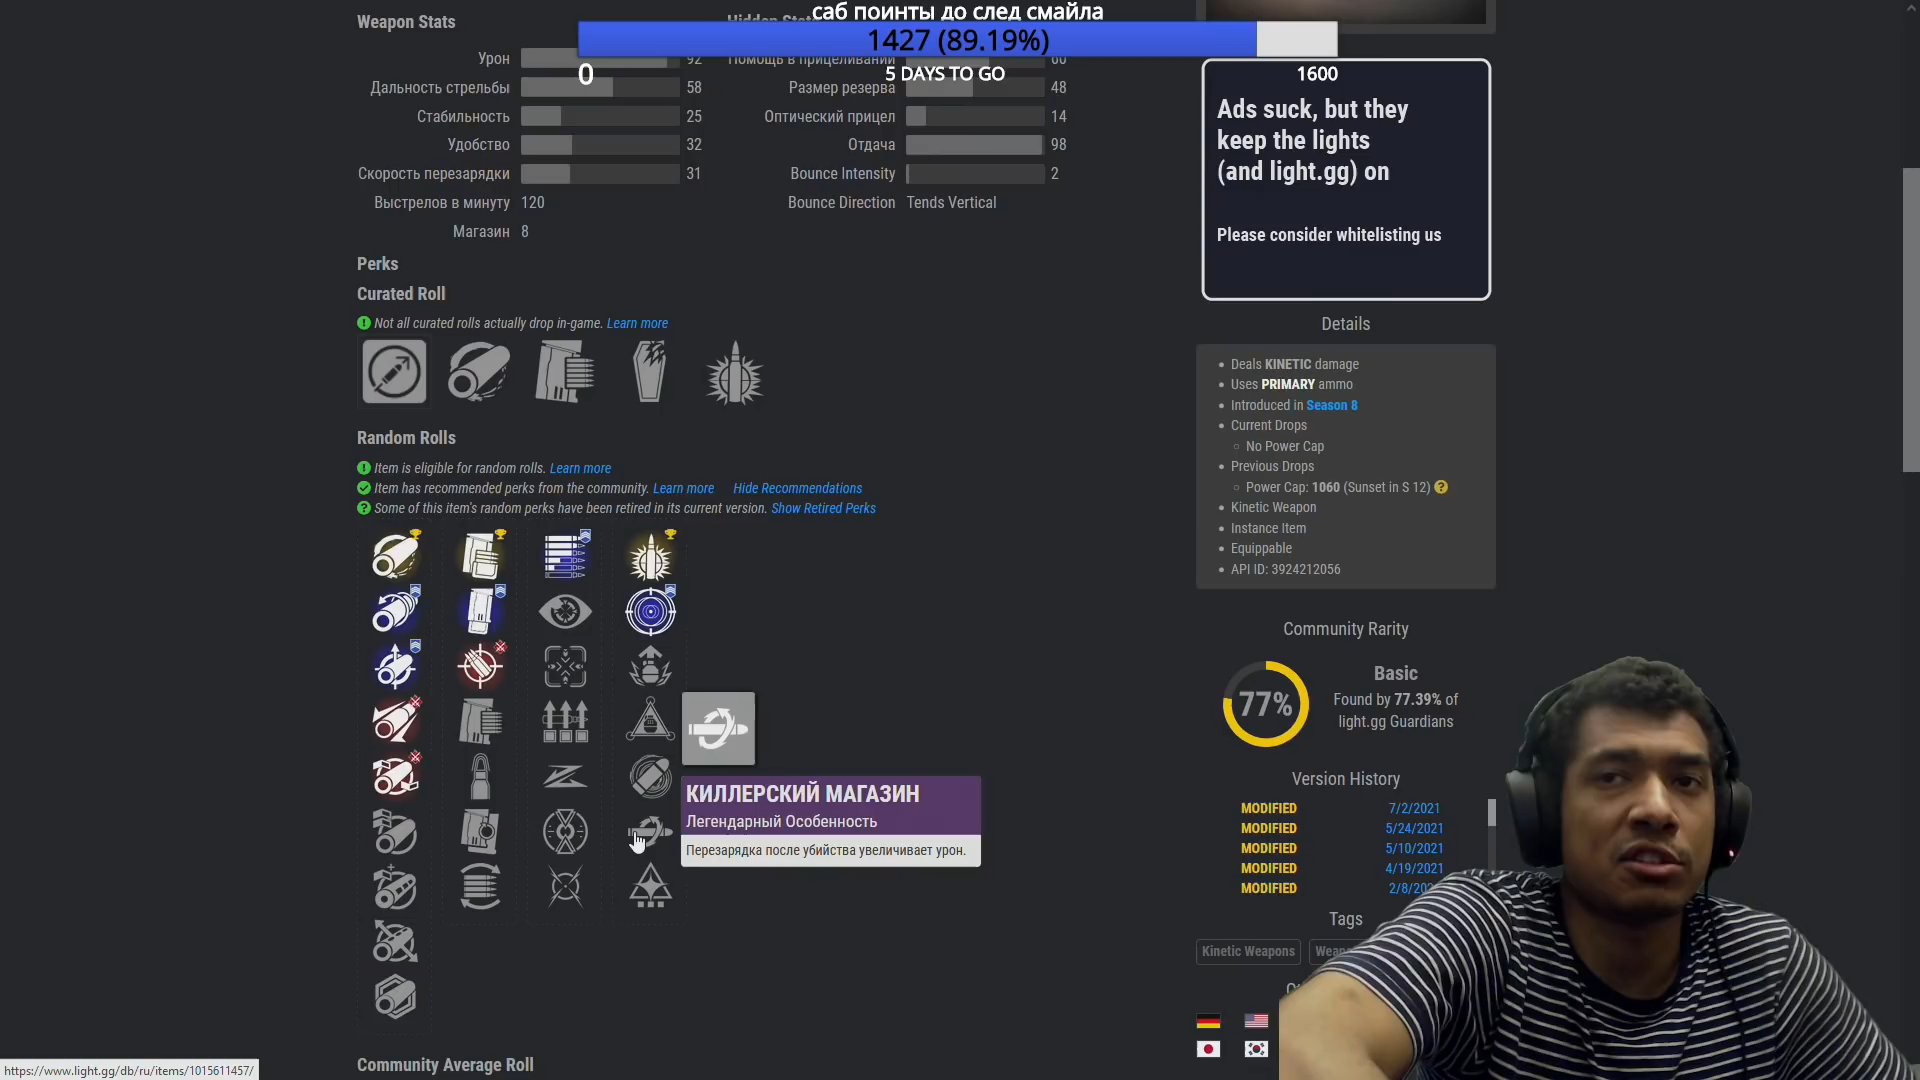 саб поинты до след смайла
1427 (89.19%)
0
5 DAYS TO GO
1600
Weapon Stats
Урон 92
Дальность стрельбы 58
Стабильность 25
Удобство 32
Скорость перезарядки 31
Выстрелов в минуту 120
Магазин 8
Hidden
Помощь в прицеливании 60
Размер резерва 48
Оптический прицел 14
Отдача 98
Bounce Intensity 2
Bounce Direction Tends Vertical
Perks
Curated Roll
Not all curated rolls actually drop in-game. Learn more
Random Rolls
Item is eligible for random rolls. Learn more
Item has recommended perks from the community. Learn more Hide Recommendations
Some of this item's random perks have been retired in its current version. Show Retired Perks
КИЛЛЕРСКИЙ МАГАЗИН
Легендарный Особенность
Перезарядка после убийства увеличивает урон.
Community Average Roll
https://www.light.gg/db/ru/items/1015611457/
Ads suck, but they
keep the lights
(and light.gg) on
Please consider whitelisting us
Details
Deals KINETIC damage
Uses PRIMARY ammo
Introduced in Season 8
Current Drops
No Power Cap
Previous Drops
Power Cap: 1060 (Sunset in S 12)
Kinetic Weapon
Instance Item
Equippable
API ID: 3924212056
Community Rarity
77%
Basic
Found by 77.39% of
light.gg Guardians
Version History
MODIFIED 7/2/2021
MODIFIED 5/24/2021
MODIFIED 5/10/2021
MODIFIED 4/19/2021
MODIFIED 2/8/20
Tags
Kinetic Weapons